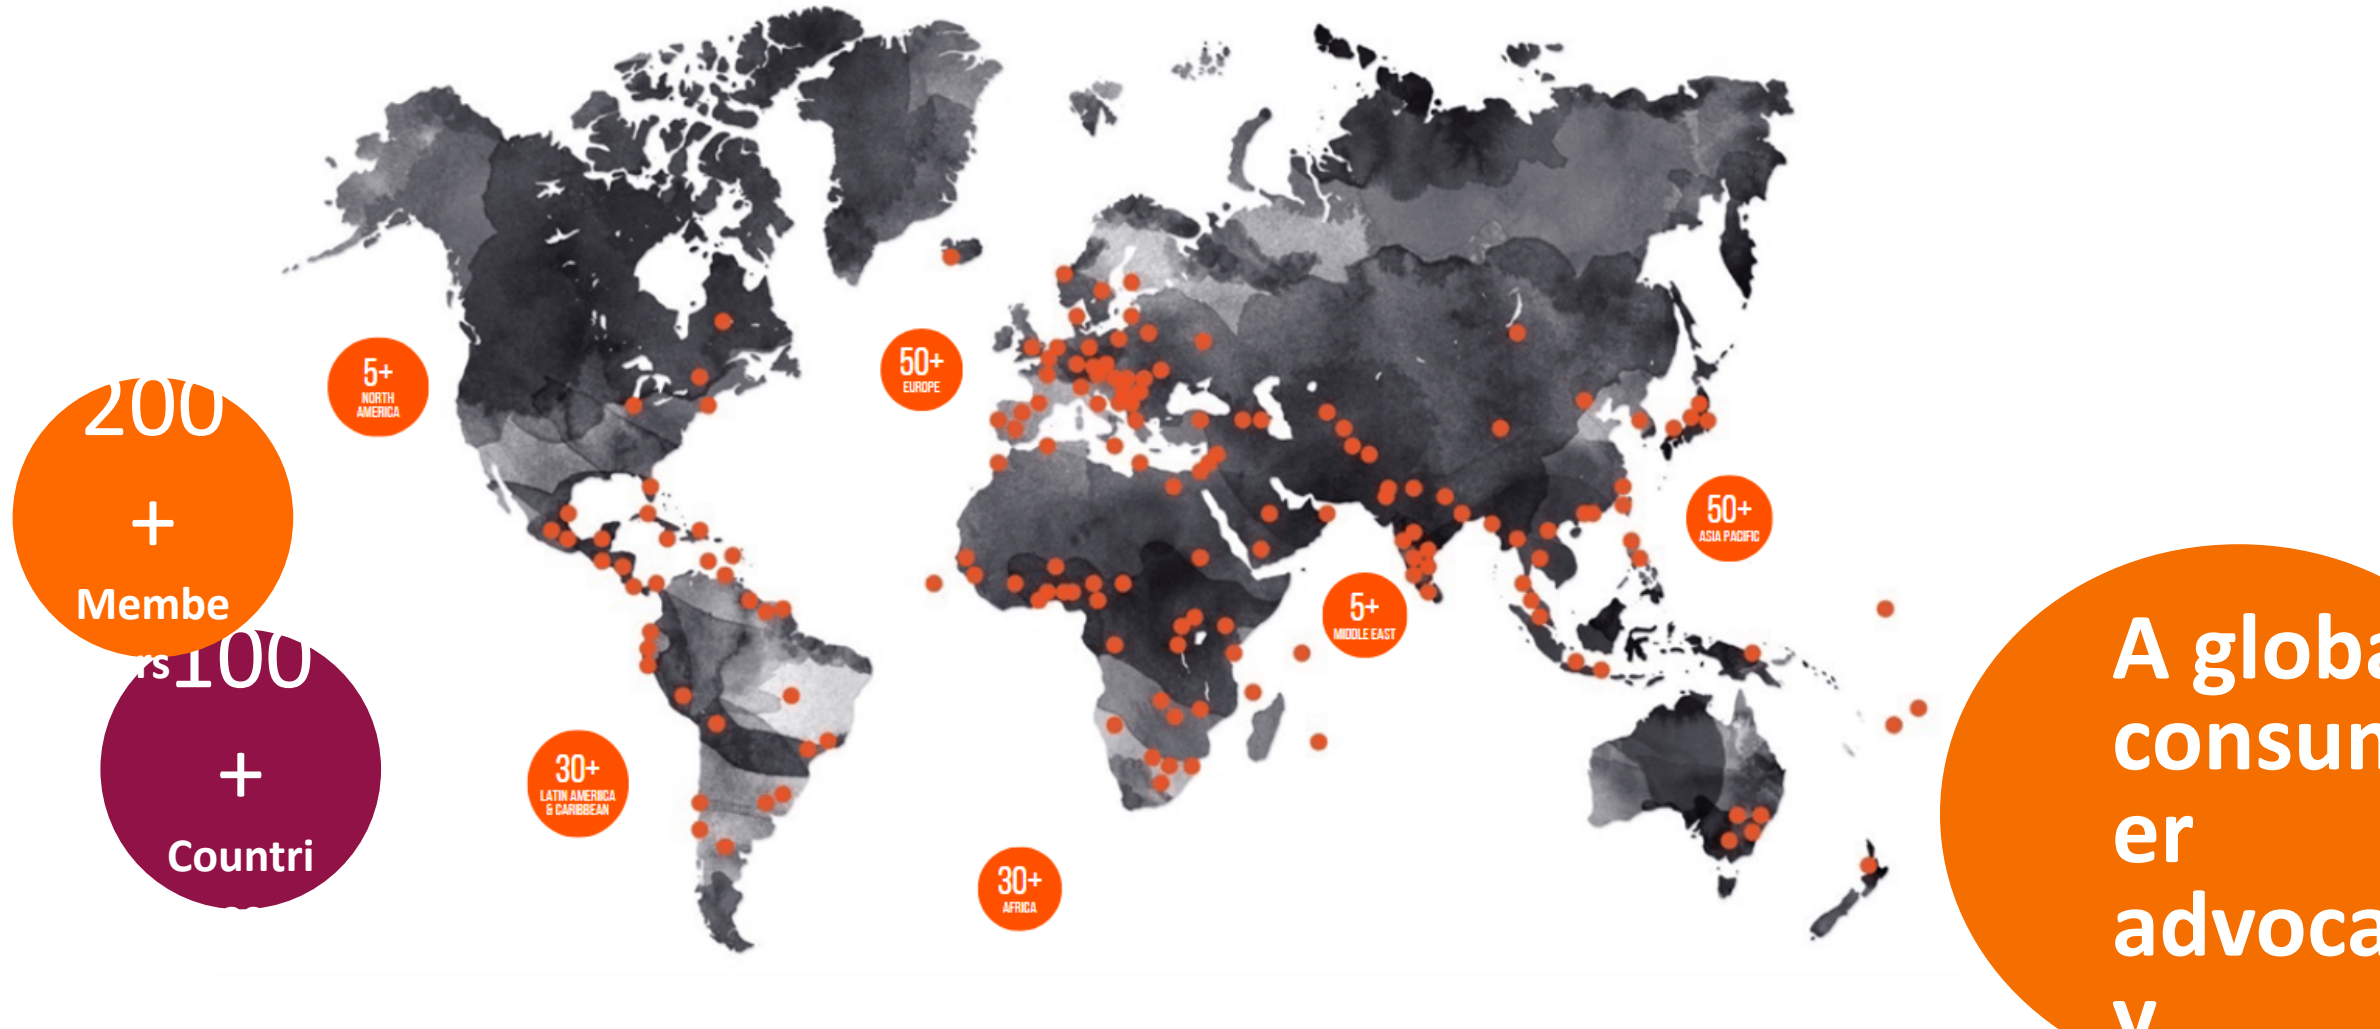 200
+
Membe
rs
100
+
Countri
5+
NORTH
AMERICA
50+
EUROPE
50+
ASIA PACIFIC
5+
MIDDLE EAST
30+
LATIN AMERIICA
& CARIBBEAN
30+
AFRICA
A globa
consum
er
advoca
y